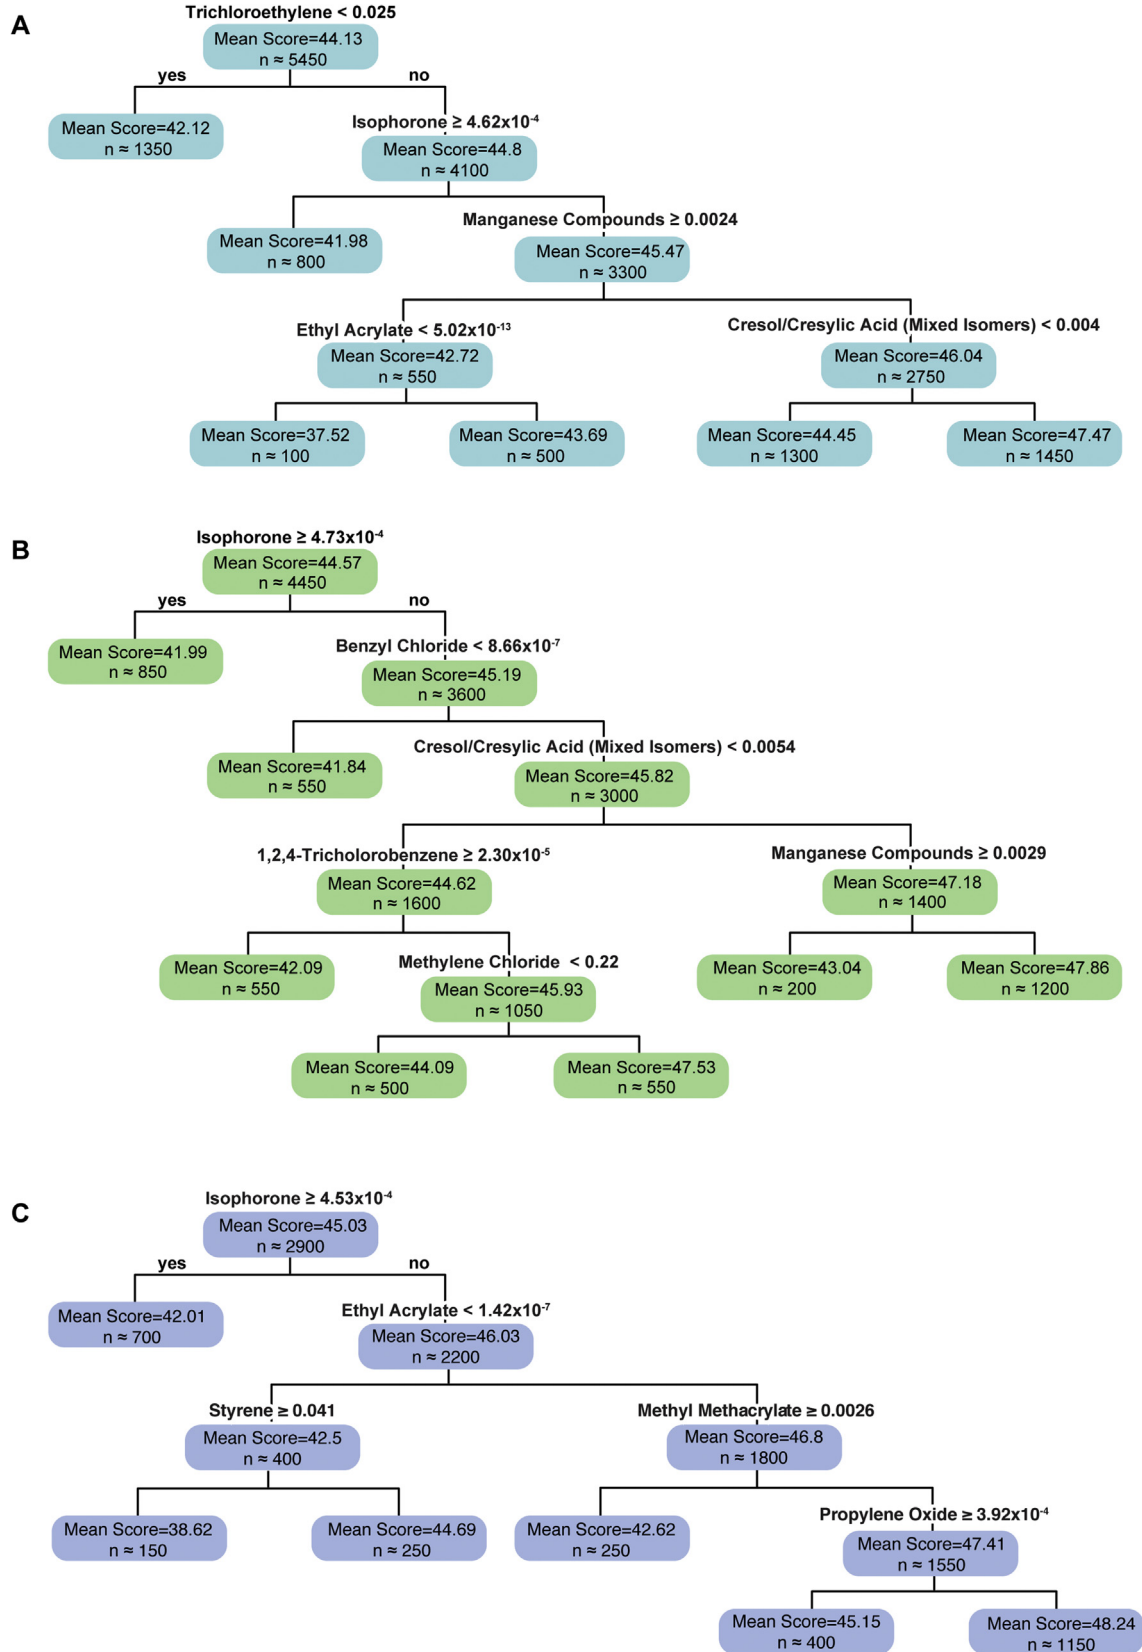 A
Trichloroethylene < 0.025
Mean Score=44.13
n ≈ 5450
yes
no
Mean Score=42.12
n ≈ 1350
Isophorone ≥ 4.62x10⁻⁴
Mean Score=44.8
n ≈ 4100
Mean Score=41.98
n ≈ 800
Manganese Compounds ≥ 0.0024
Mean Score=45.47
n ≈ 3300
Ethyl Acrylate < 5.02x10⁻¹³
Mean Score=42.72
n ≈ 550
Cresol/Cresylic Acid (Mixed Isomers) < 0.004
Mean Score=46.04
n ≈ 2750
Mean Score=37.52
n ≈ 100
Mean Score=43.69
n ≈ 500
Mean Score=44.45
n ≈ 1300
Mean Score=47.47
n ≈ 1450
B
Isophorone ≥ 4.73x10⁻⁴
Mean Score=44.57
n ≈ 4450
yes
no
Mean Score=41.99
n ≈ 850
Benzyl Chloride < 8.66x10⁻⁷
Mean Score=45.19
n ≈ 3600
Mean Score=41.84
n ≈ 550
Cresol/Cresylic Acid (Mixed Isomers) < 0.0054
Mean Score=45.82
n ≈ 3000
1,2,4-Tricholorobenzene ≥ 2.30x10⁻⁵
Mean Score=44.62
n ≈ 1600
Manganese Compounds ≥ 0.0029
Mean Score=47.18
n ≈ 1400
Mean Score=42.09
n ≈ 550
Methylene Chloride < 0.22
Mean Score=45.93
n ≈ 1050
Mean Score=43.04
n ≈ 200
Mean Score=47.86
n ≈ 1200
Mean Score=44.09
n ≈ 500
Mean Score=47.53
n ≈ 550
C
Isophorone ≥ 4.53x10⁻⁴
Mean Score=45.03
n ≈ 2900
yes
no
Mean Score=42.01
n ≈ 700
Ethyl Acrylate < 1.42x10⁻⁷
Mean Score=46.03
n ≈ 2200
Styrene ≥ 0.041
Mean Score=42.5
n ≈ 400
Methyl Methacrylate ≥ 0.0026
Mean Score=46.8
n ≈ 1800
Mean Score=38.62
n ≈ 150
Mean Score=44.69
n ≈ 250
Mean Score=42.62
n ≈ 250
Propylene Oxide ≥ 3.92x10⁻⁴
Mean Score=47.41
n ≈ 1550
Mean Score=45.15
n ≈ 400
Mean Score=48.24
n ≈ 1150